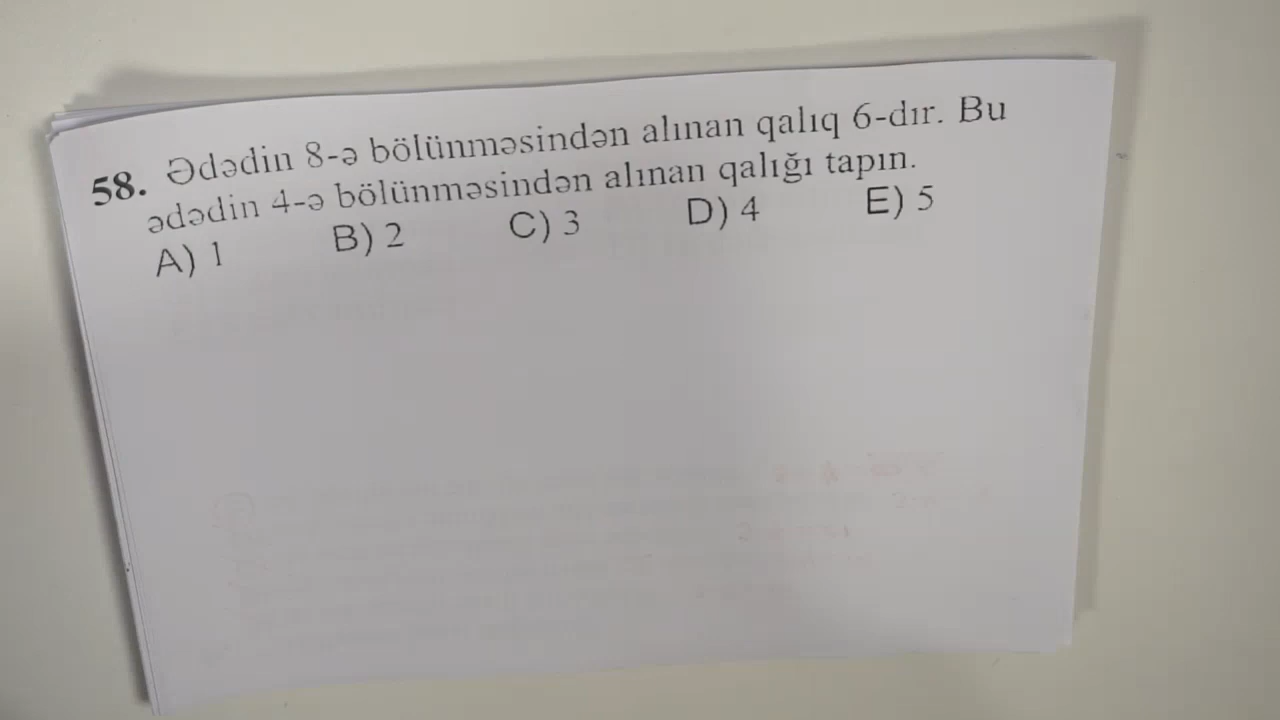 58. Ədədin 8-ə bölünməsindən alınan qalıq 6-dır. Bu
ədədin 4-ə bölünməsindən alınan qalığı tapın.
A) 1 B) 2 C) 3 D) 4 E) 5